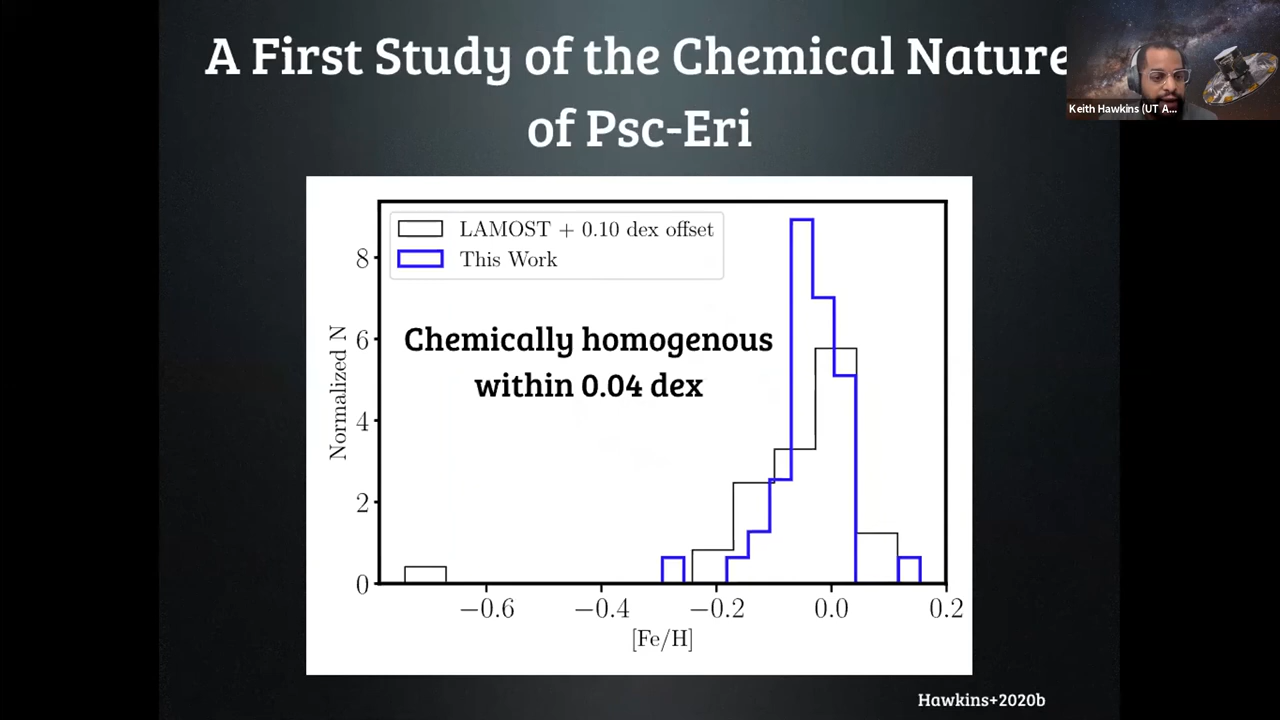 A First Study of the Chemical Nature
of Psc-Eri
Keith Hawkins (UT A...
LAMOST + 0.10 dex offset
This Work
Chemically homogenous
within 0.04 dex
Normalized N
8
6
4
2
0
−0.6
−0.4
−0.2
0.0
0.2
[Fe/H]
Hawkins+2020b